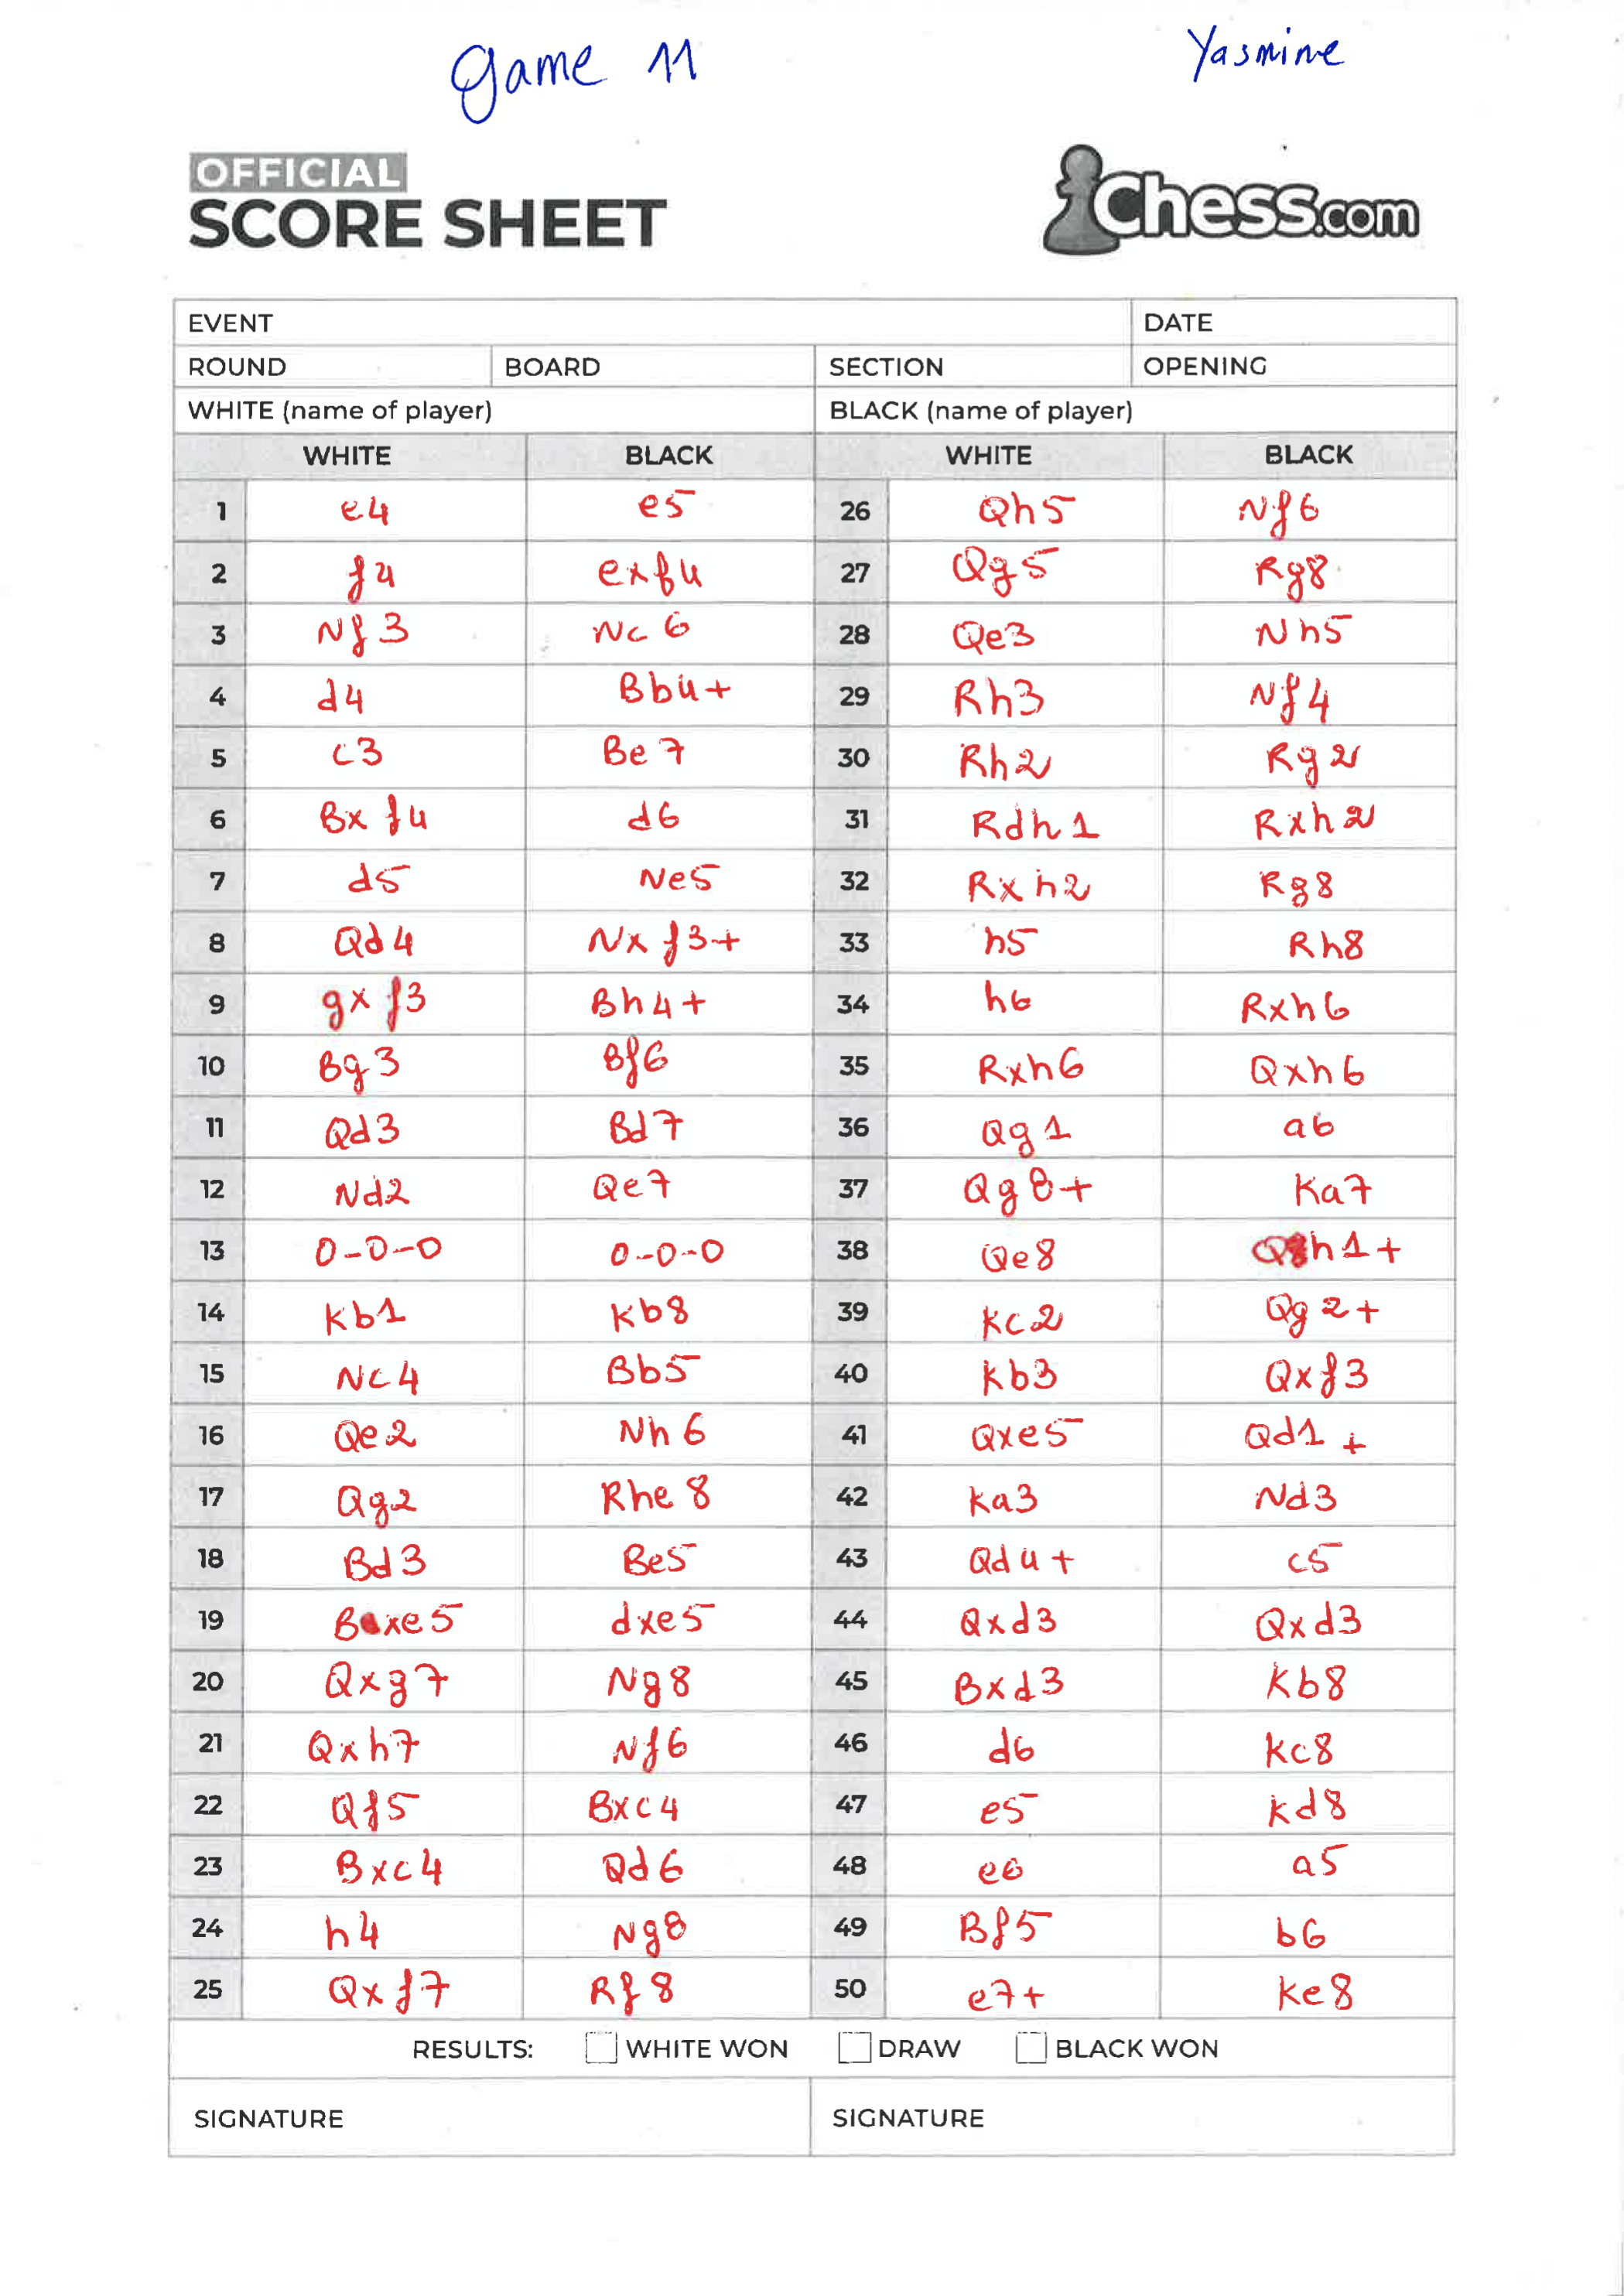 Game 11 Yasmine
OFFICIAL
SCORE SHEET
Chess.com
EVENT DATE
ROUND BOARD SECTION OPENING
WHITE (name of player) BLACK (name of player)
WHITE BLACK WHITE BLACK
1 e4 e5 26 Qh5 Nf6
2 f4 exf4 27 Qg5 Rg8
3 Nf3 Nc6 28 Qe3 Nh5
4 d4 Bb4+ 29 Rh3 Nf4
5 c3 Be7 30 Rh2 Rg2
6 Bxf4 d6 31 Rdh1 Rxh2
7 d5 Ne5 32 Rxh2 Rg8
8 Qd4 Nxf3+ 33 h5 Rh8
9 gxf3 Bh4+ 34 h6 Rxh6
10 Bg3 Bf6 35 Rxh6 Qxh6
11 Qd3 Bd7 36 Qg1 a6
12 Nd2 Qe7 37 Qg8+ Ka7
13 0-0-0 0-0-0 38 Qe8 Qh1+
14 Kb1 Kb8 39 Kc2 Qg2+
15 Nc4 Bb5 40 Kb3 Qxf3
16 Qe2 Nh6 41 Qxe5 Qd1+
17 Qg2 Rhe8 42 Ka3 Nd3
18 Bd3 Be5 43 Qd4+ c5
19 Bxe5 dxe5 44 Qxd3 Qxd3
20 Qxg7 Ng8 45 Bxd3 Kb8
21 Qxh7 Nf6 46 d6 Kc8
22 Qf5 Bxc4 47 e5 Kd8
23 Bxc4 Qd6 48 e6 a5
24 h4 Ng8 49 Bf5 b6
25 Qxf7 Rf8 50 e7+ Ke8
RESULTS: WHITE WON DRAW BLACK WON
SIGNATURE SIGNATURE